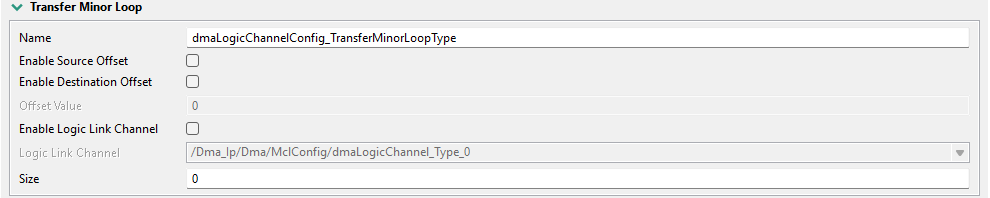 Transfer Minor Loop
Name dmaLogicChannelConfig_TransferMinorLoopType
Enable Source Offset
Enable Destination Offset
Offset Value 0
Enable Logic Link Channel
Logic Link Channel /Dma_Ip/Dma/MclConfig/dmaLogicChannel_Type_0
Size 0